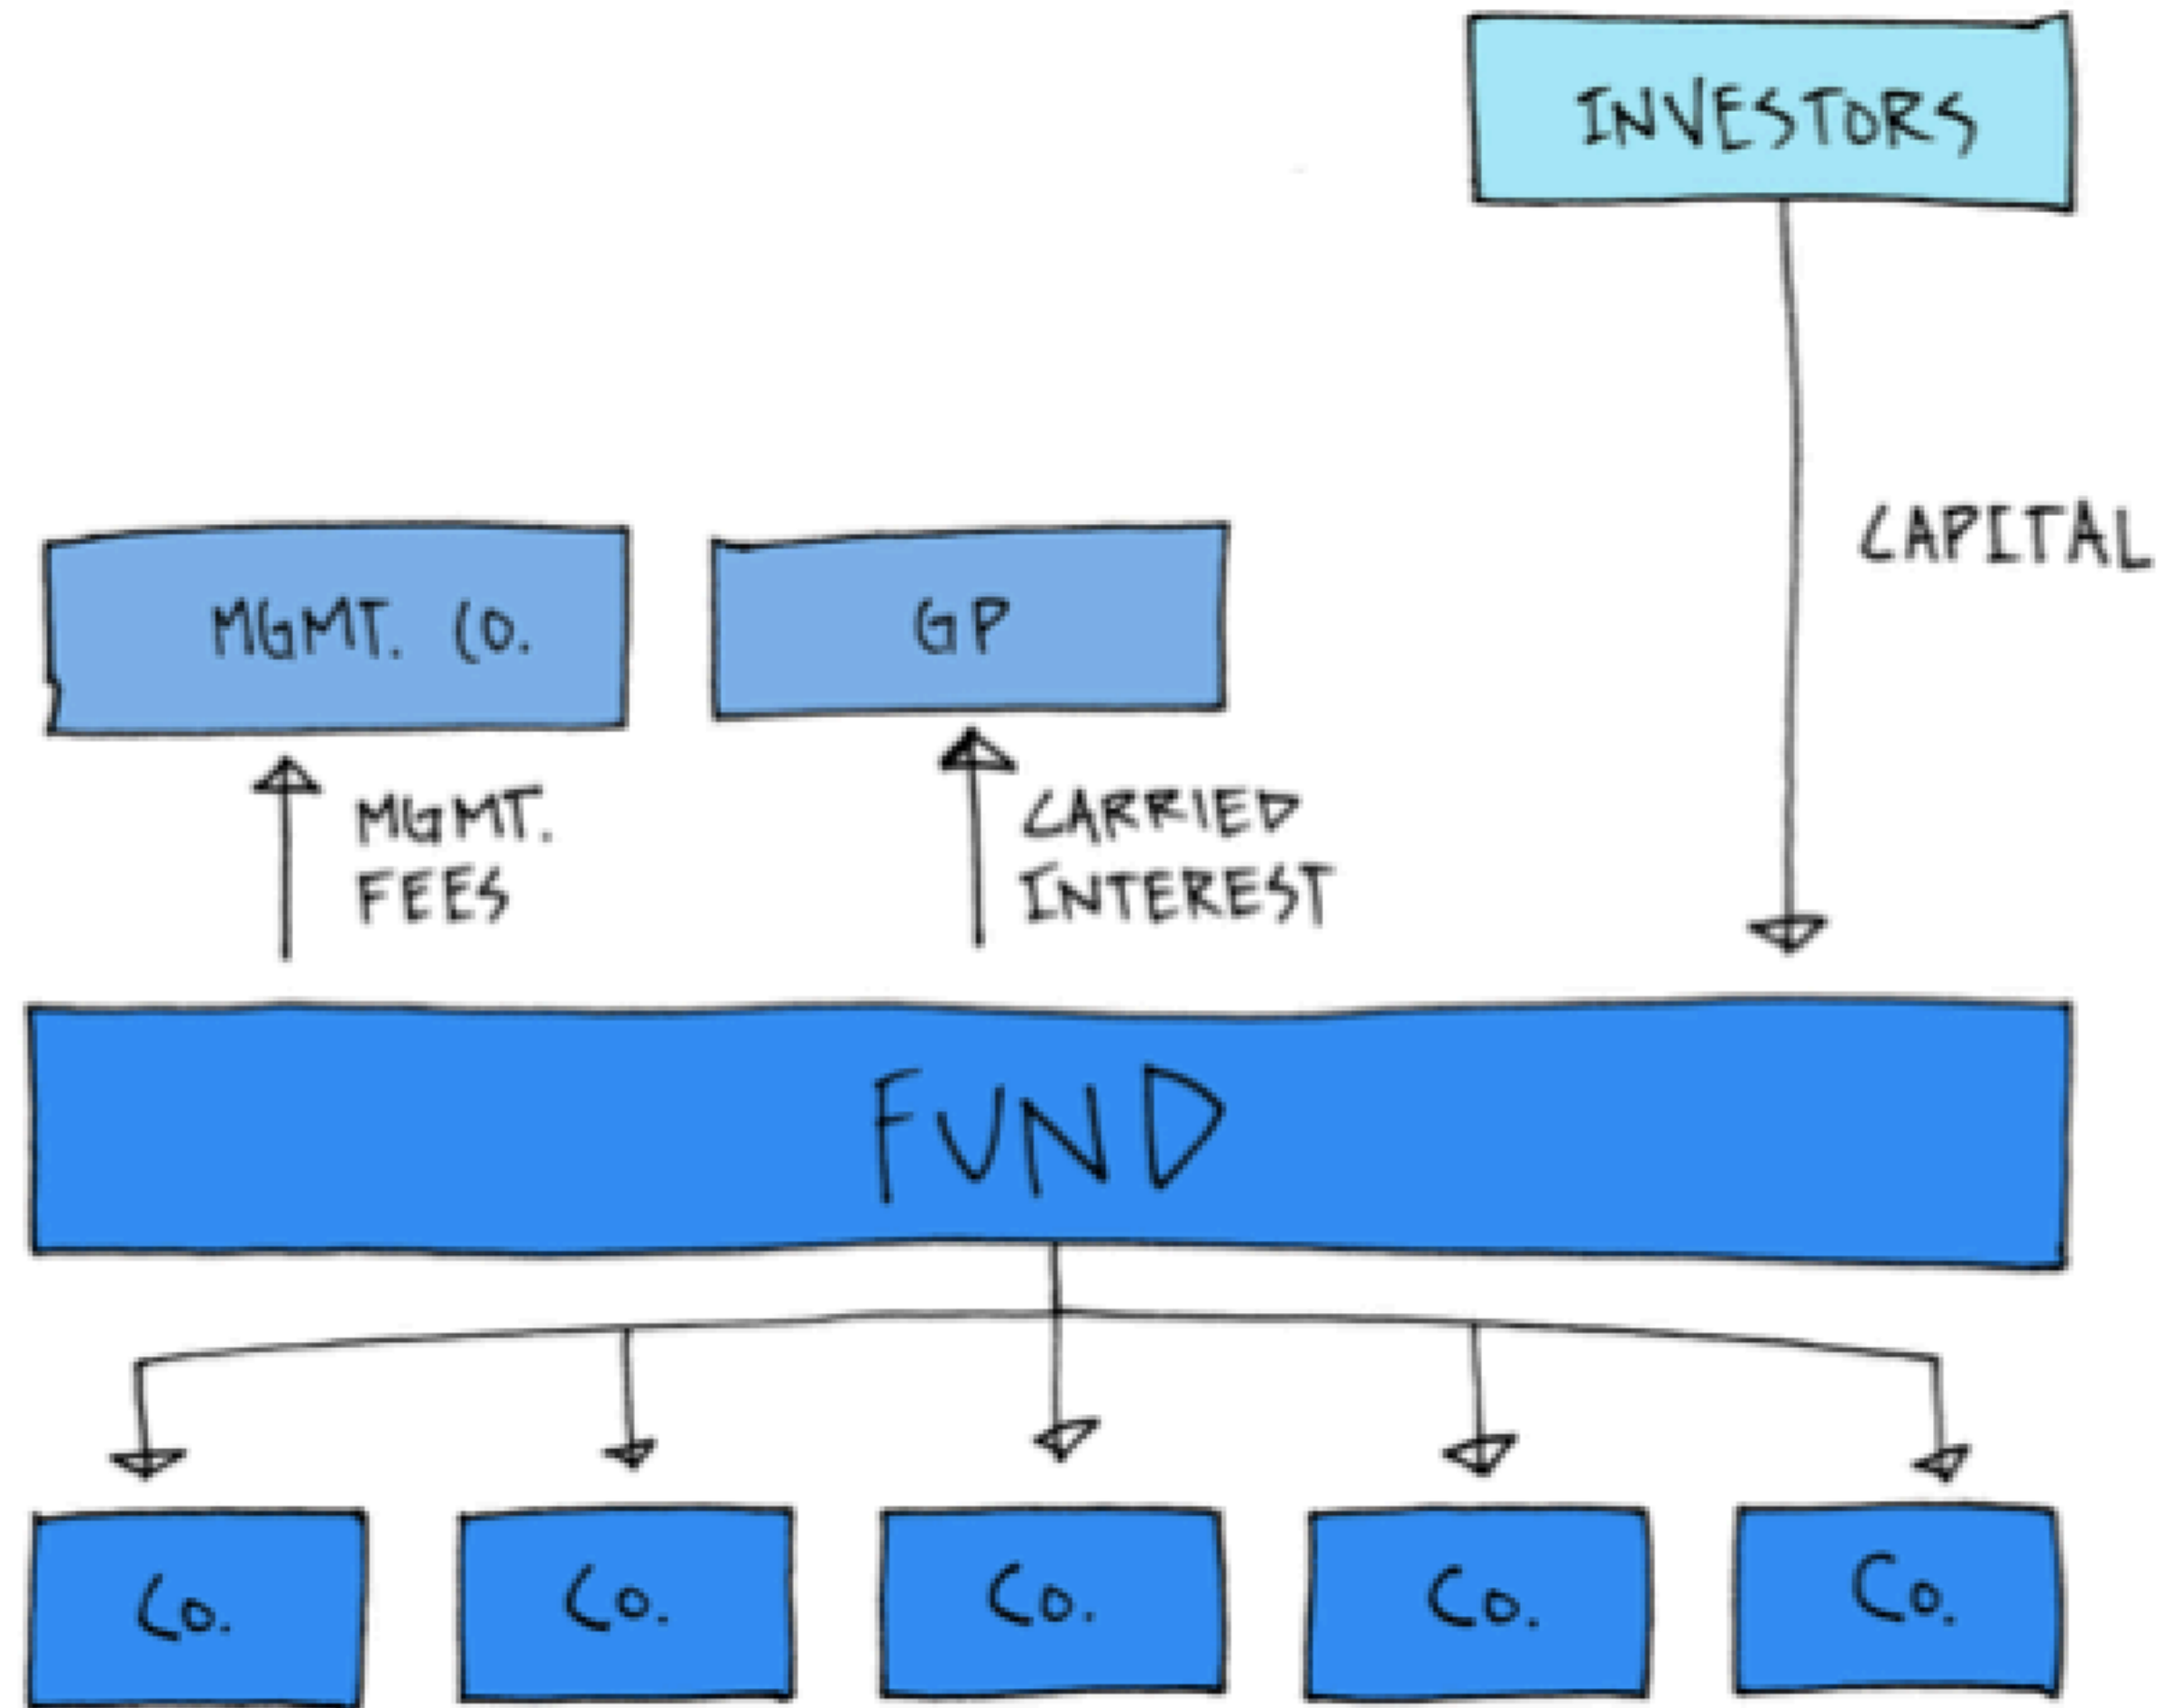 INVESTORS
CAPITAL
MGMT. CO.
GP
MGMT.
FEES
CARRIED
INTEREST
FUND
Co.
Co.
Co.
Co.
Co.